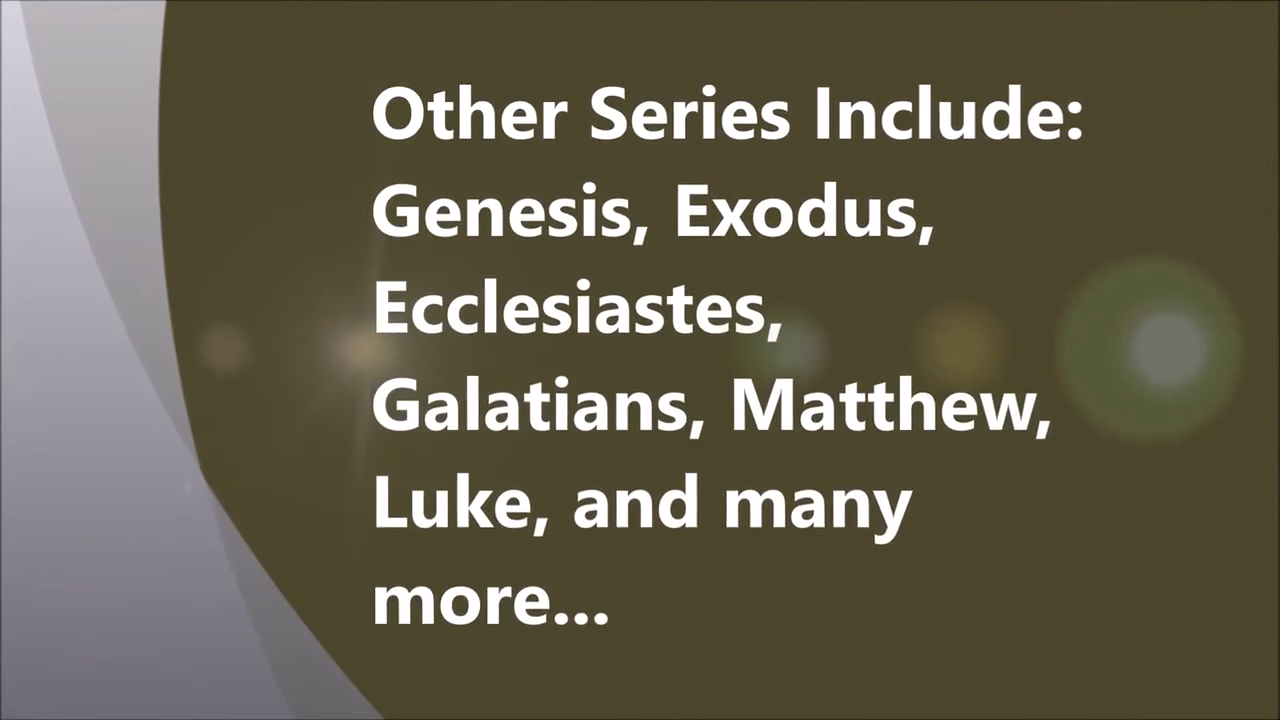 Other Series Include:
Genesis, Exodus,
Ecclesiastes,
Galatians, Matthew,
Luke, and many
more...